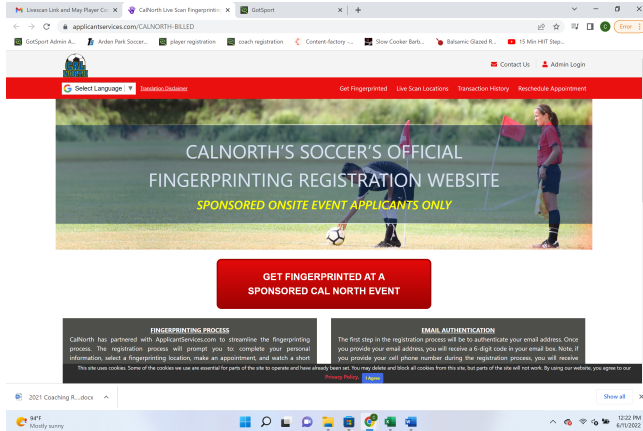 Livescan Link and May Player Co
CalNorth Live Scan Fingerprintin
GotSport
applicantservices.com/CALNORTH-BILLED
Error
GotSport Admin A...
Arden Park Soccer...
player registration
coach registration
Content-factory -...
Slow Cooker Barb...
Balsamic Glazed R...
15 Min HIIT Step...
CAL NORTH
Contact Us
Admin Login
G Select Language ▼
Translation Disclaimer
Get Fingerprinted
Live Scan Locations
Transaction History
Reschedule Appointment
CALNORTH'S SOCCER'S OFFICIAL
FINGERPRINTING REGISTRATION WEBSITE
SPONSORED ONSITE EVENT APPLICANTS ONLY
GET FINGERPRINTED AT A
SPONSORED CAL NORTH EVENT
FINGERPRINTING PROCESS
CalNorth has partnered with ApplicantServices.com to streamline the fingerprinting
process. The registration process will prompt you to: complete your personal
information, select a fingerprinting location, make an appointment, and watch a short
EMAIL AUTHENTICATION
The first step in the registration process will be to authenticate your email address. Once
you provide your email address, you will receive a 6-digit code in your email box. Note, if
you provide your cell phone number during the registration process, you will receive
This site uses cookies. Some of the cookies we use are essential for parts of the site to operate and have already been set. You may delete and block all cookies from this site, but parts of the site will not work. By using our website, you agree to our
Privacy Policy. I Agree
2021 Coaching R....docx
Show all
94°F
Mostly sunny
12:22 PM
6/11/2022